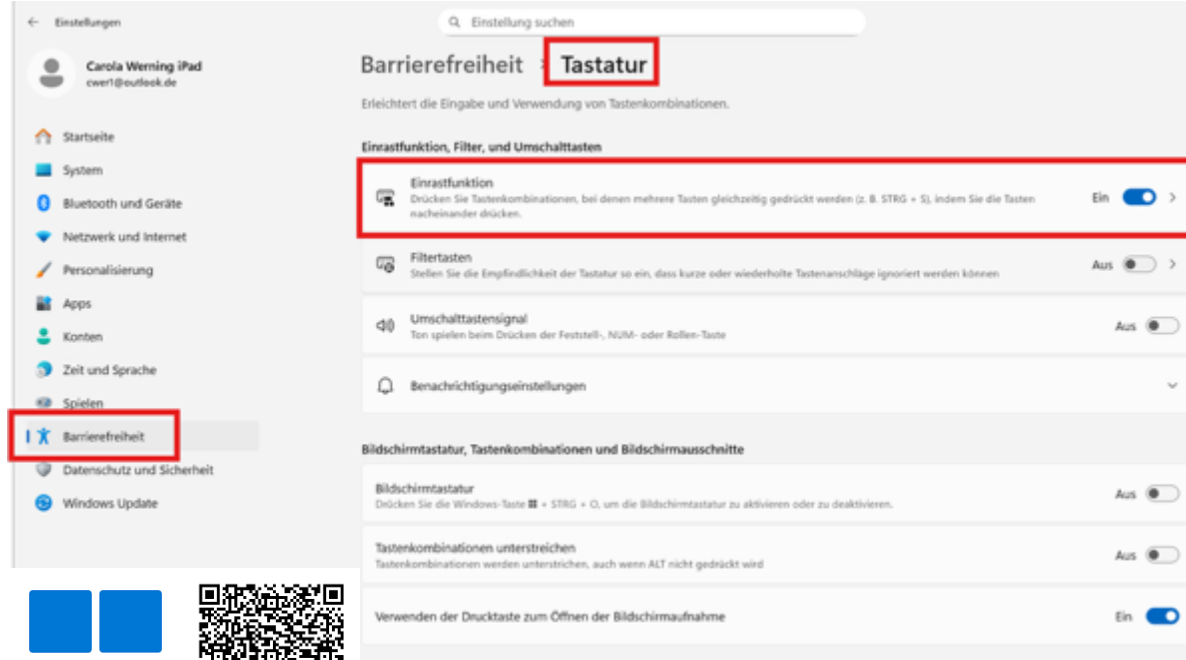 Einstellungen
Einstellung suchen
Carola Werning iPad
cwer1@outlook.de
Startseite
System
Bluetooth und Geräte
Netzwerk und Internet
Personalisierung
Apps
Konten
Zeit und Sprache
Spielen
Barrierefreiheit
Datenschutz und Sicherheit
Windows Update
Barrierefreiheit › Tastatur
Erleichtert die Eingabe und Verwendung von Tastenkombinationen.
Einrastfunktion, Filter, und Umschalttasten
Einrastfunktion
Drücken Sie Tastenkombinationen, bei denen mehrere Tasten gleichzeitig gedrückt werden (z. B. STRG + S), indem Sie die Tasten
nacheinander drücken.
Ein
Filtertasten
Stellen Sie die Empfindlichkeit der Tastatur so ein, dass kurze oder wiederholte Tastenanschläge ignoriert werden können
Aus
Umschalttastensignal
Ton spielen beim Drücken der Feststell-, NUM- oder Rollen-Taste
Aus
Benachrichtigungseinstellungen
Bildschirmtastatur, Tastenkombinationen und Bildschirmausschnitte
Bildschirmtastatur
Drücken Sie die Windows-Taste + STRG + O, um die Bildschirmtastatur zu aktivieren oder zu deaktivieren.
Aus
Tastenkombinationen unterstreichen
Tastenkombinationen werden unterstrichen, auch wenn ALT nicht gedrückt wird
Aus
Verwenden der Drucktaste zum Öffnen der Bildschirmaufnahme
Ein